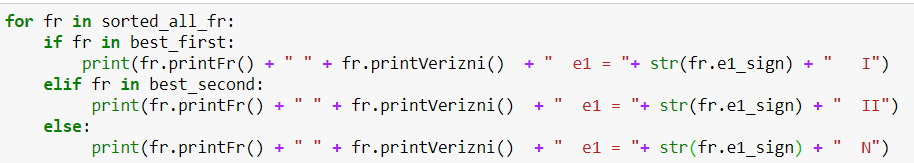 for fr in sorted_all_fr:
    if fr in best_first:
        print(fr.printFr() + " " + fr.printVerizni()  + "  e1 = "+ str(fr.e1_sign) + "   I")
    elif fr in best_second:
         print(fr.printFr() + " " + fr.printVerizni()  + "  e1 = "+ str(fr.e1_sign) + "  II")
    else:
         print(fr.printFr() + " " + fr.printVerizni()  + "  e1 = "+ str(fr.e1_sign) + "  N")